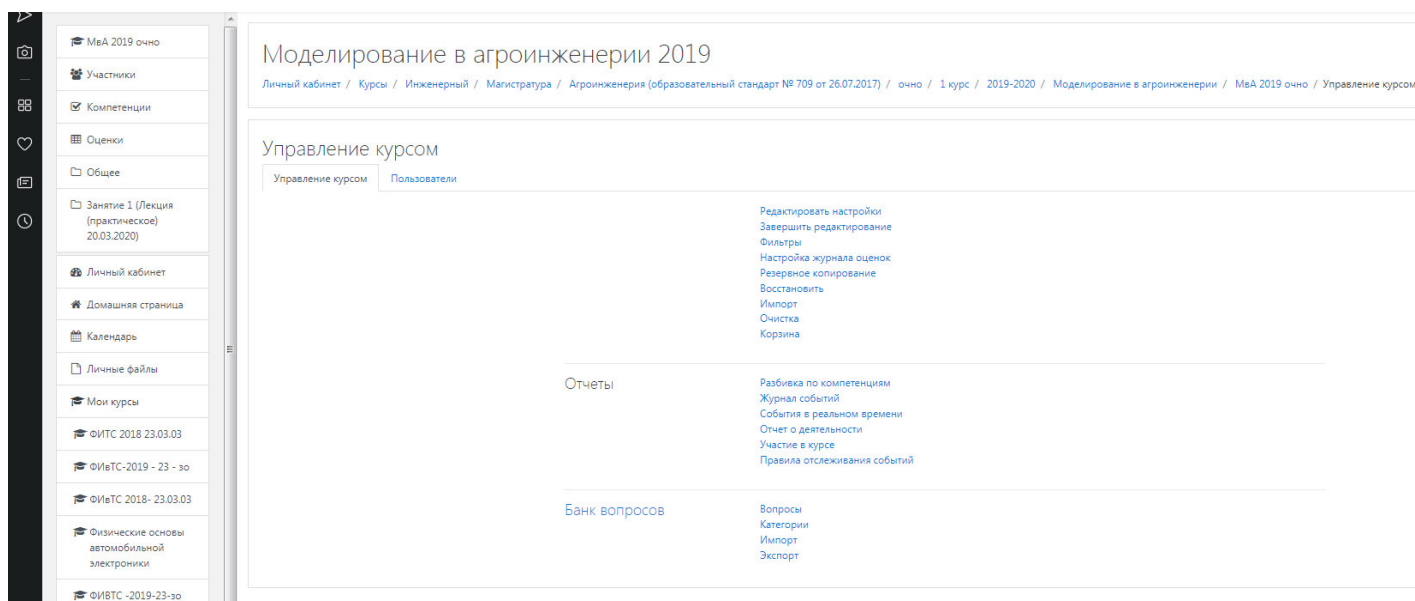 МвА 2019 очно
Участники
Компетенции
Оценки
Общее
Занятие 1 (Лекция
(практическое)
20.03.2020)
Личный кабинет
Домашняя страница
Календарь
Личные файлы
Мои курсы
ФИТС 2018 23.03.03
ФИвТС-2019 - 23 - зо
ФИвТС 2018- 23.03.03
Физические основы
автомобильной
электроники
ФИВТС -2019-23-зо
Моделирование в агроинженерии 2019
Личный кабинет / Курсы / Инженерный / Магистратура / Агроинженерия (образовательный стандарт № 709 от 26.07.2017) / очно / 1 курс / 2019-2020 / Моделирование в агроинженерии / МвА 2019 очно / Управление курсом
Управление курсом
Управление курсом Пользователи
Редактировать настройки
Завершить редактирование
Фильтры
Настройка журнала оценок
Резервное копирование
Восстановить
Импорт
Очистка
Корзина
Отчеты
Разбивка по компетенциям
Журнал событий
События в реальном времени
Отчет о деятельности
Участие в курсе
Правила отслеживания событий
Банк вопросов
Вопросы
Категории
Импорт
Экспорт